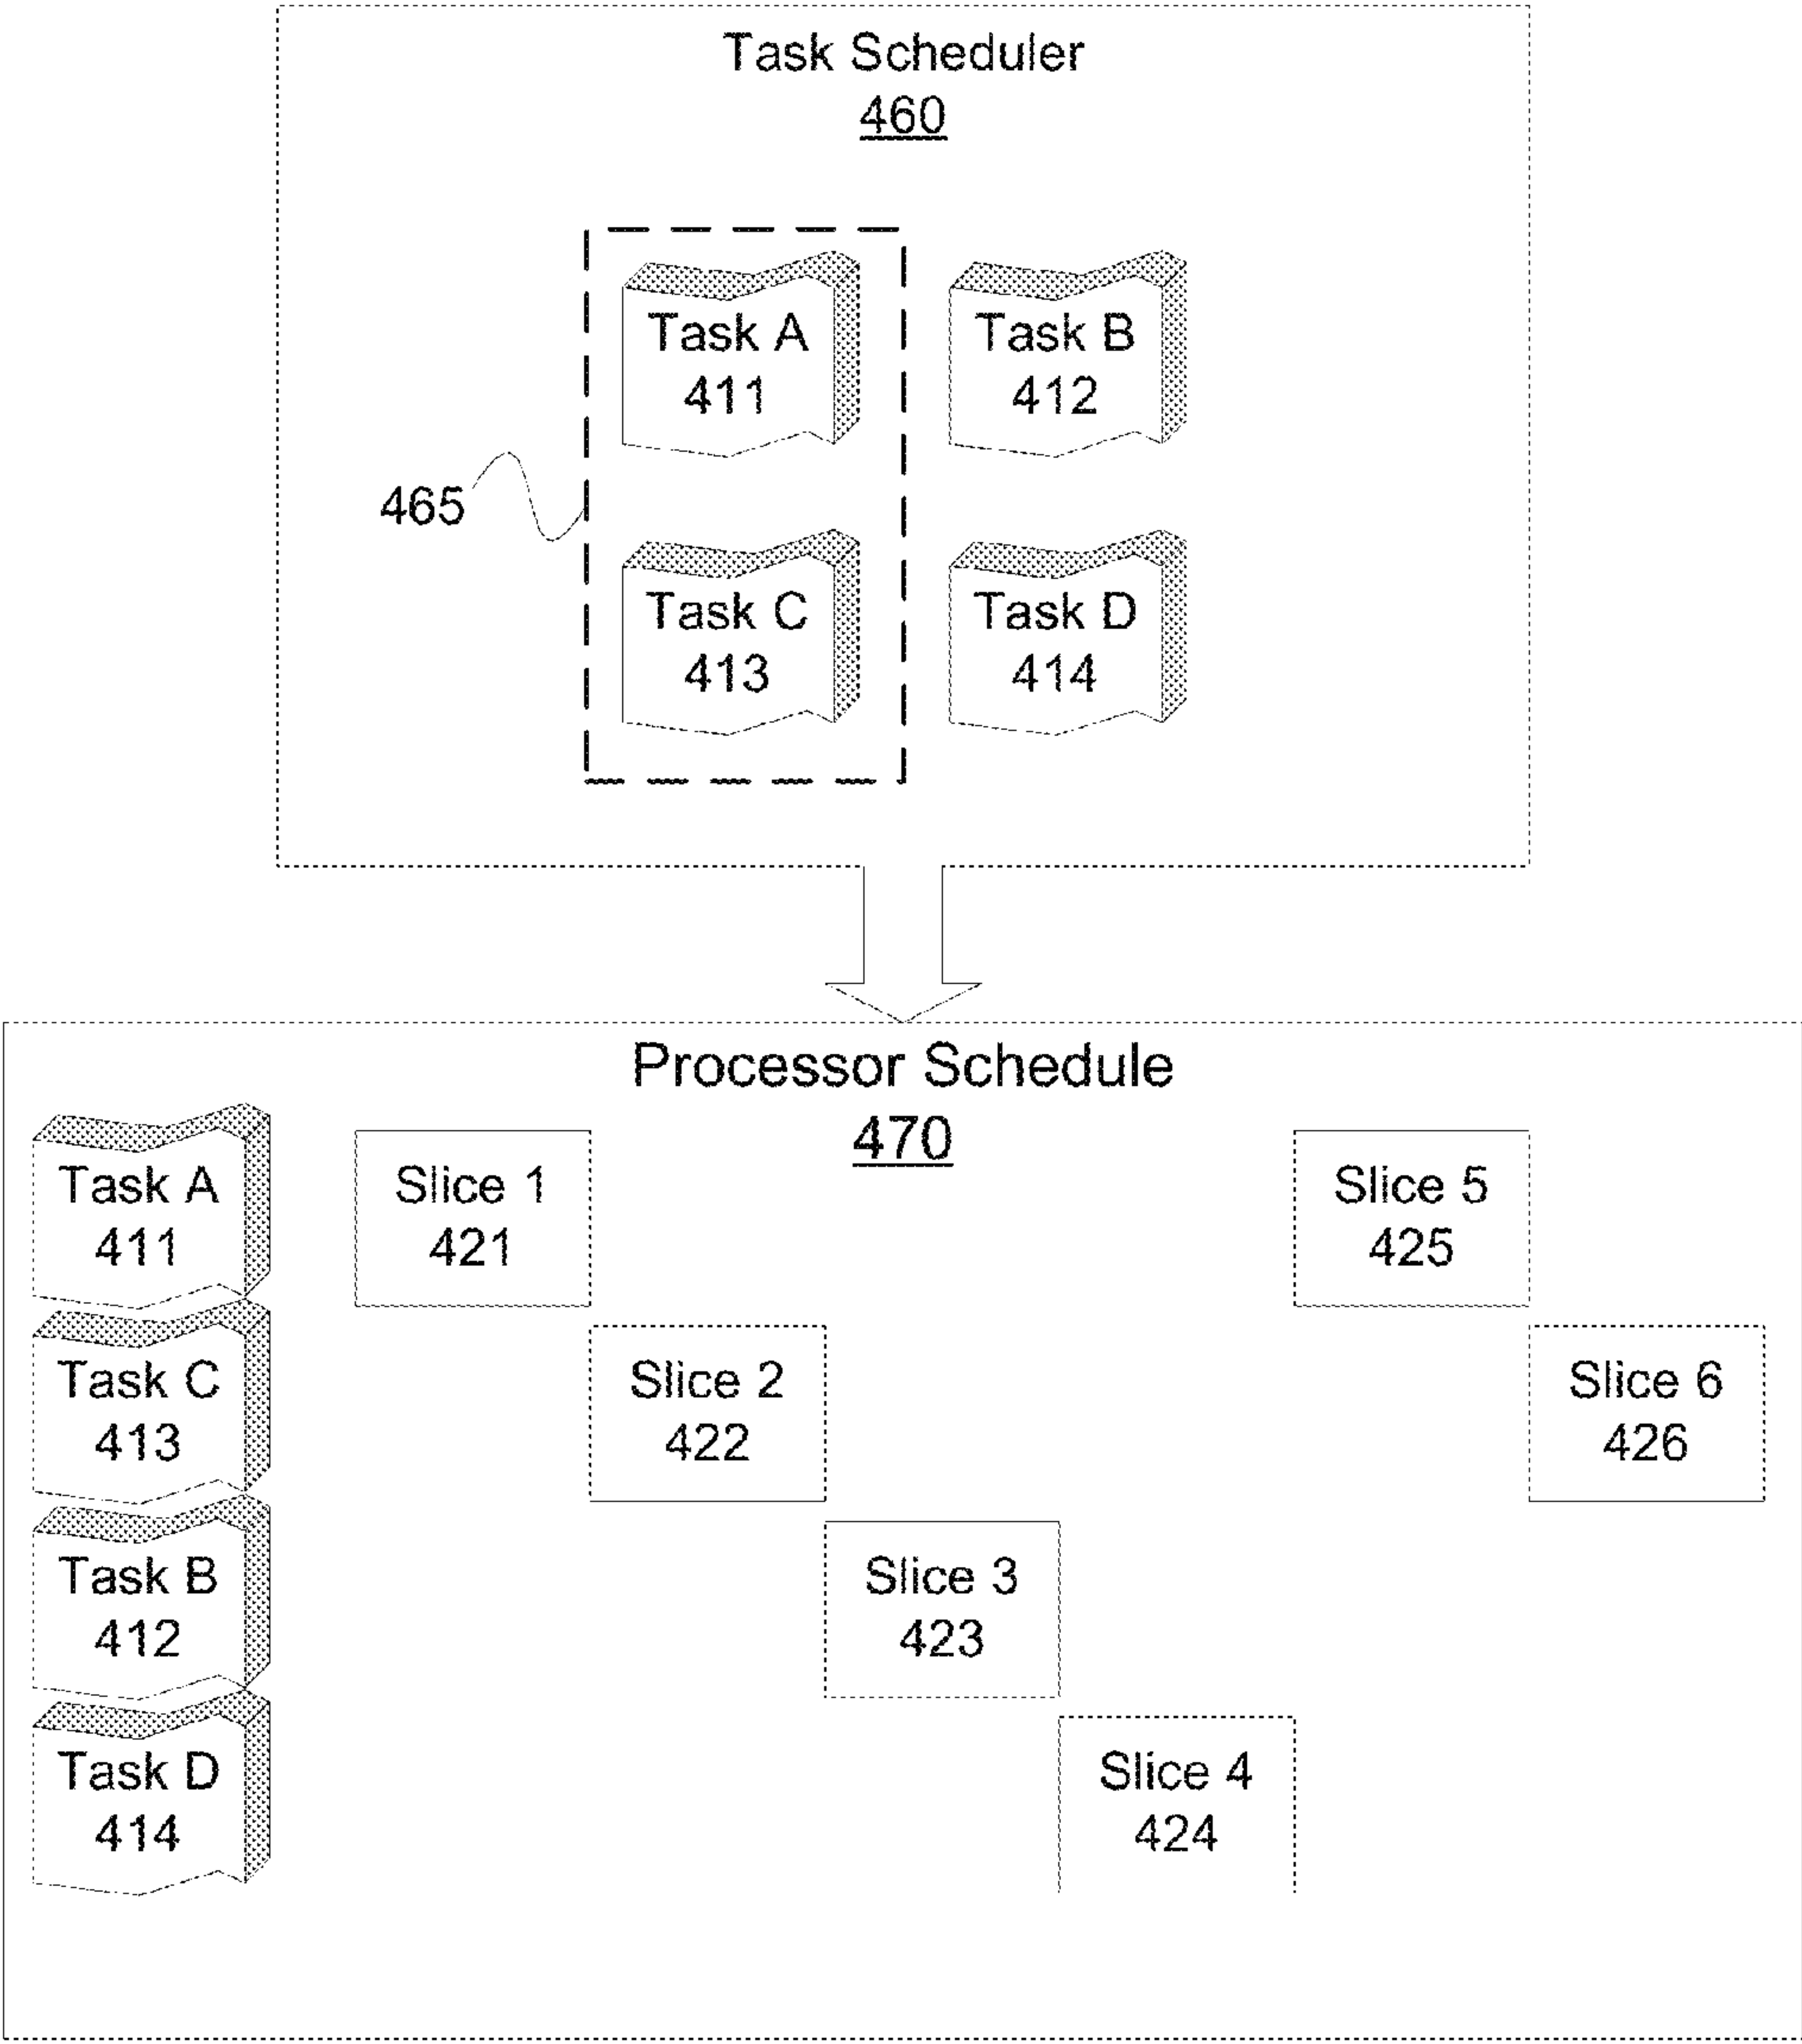 Task Scheduler
460
Task A
411
Task B
412
465
Task C
413
Task D
414
Processor Schedule
470
Task A
411
Slice 1
421
Slice 5
425
Task C
413
Slice 2
422
Slice 6
426
Task B
412
Slice 3
423
Task D
414
Slice 4
424